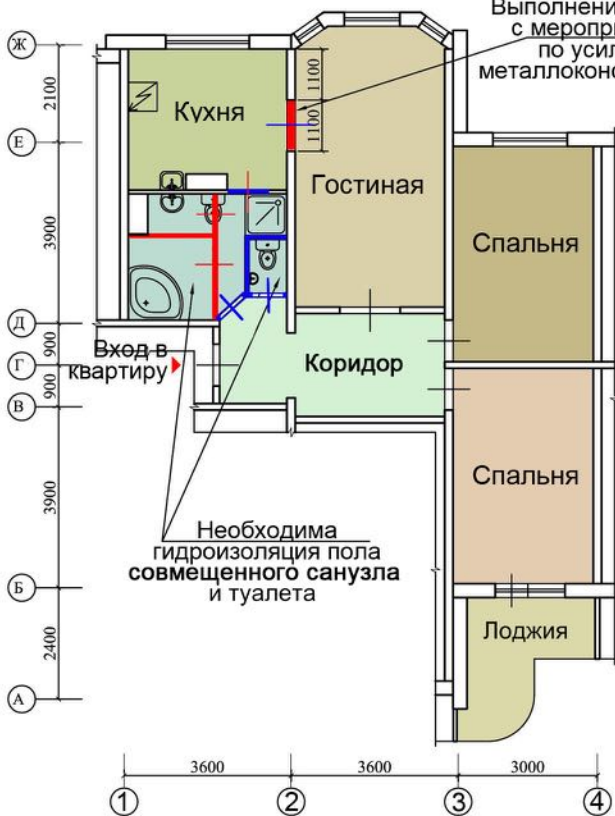 Выполнени
с меропри
по усил
металлоконс
Ж
Е
Д
Г
В
Б
А
2100
3900
900
900
3900
2400
1100
1100
Кухня
Гостиная
Спальня
Вход в
квартиру
Коридор
Спальня
Необходима
гидроизоляция пола
совмещенного санузла
и туалета
Лоджия
3600
3600
3000
1
2
3
4